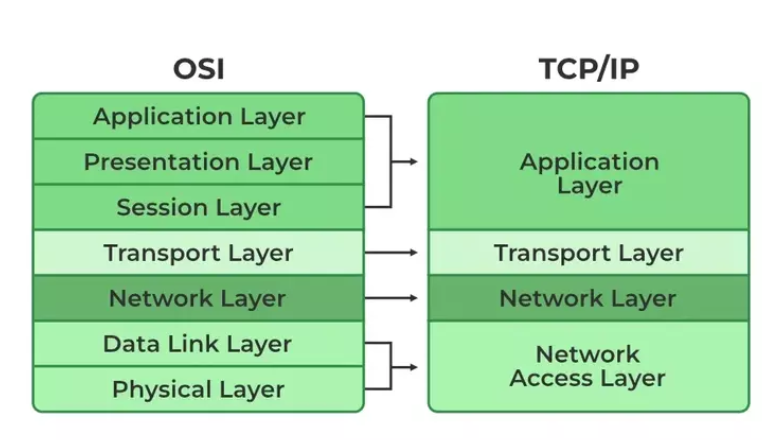 OSI
Application Layer
Presentation Layer
Session Layer
Transport Layer
Network Layer
Data Link Layer
Physical Layer
TCP/IP
Application
Layer
Transport Layer
Network Layer
Network
Access Layer